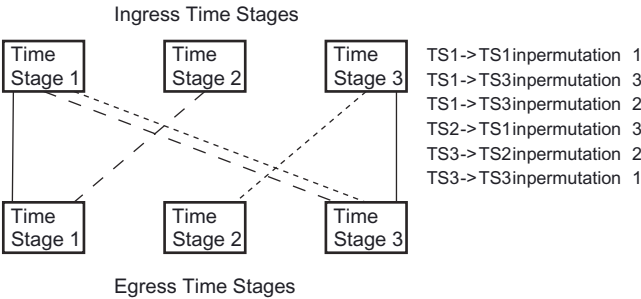 Ingress Time Stages
Time
Stage 1
Time
Stage 2
Time
Stage 3
TS1->TS1inpermutation 1
TS1->TS3inpermutation 3
TS1->TS3inpermutation 2
TS2->TS1inpermutation 3
TS3->TS2inpermutation 2
TS3->TS3inpermutation 1
Time
Stage 1
Time
Stage 2
Time
Stage 3
Egress Time Stages